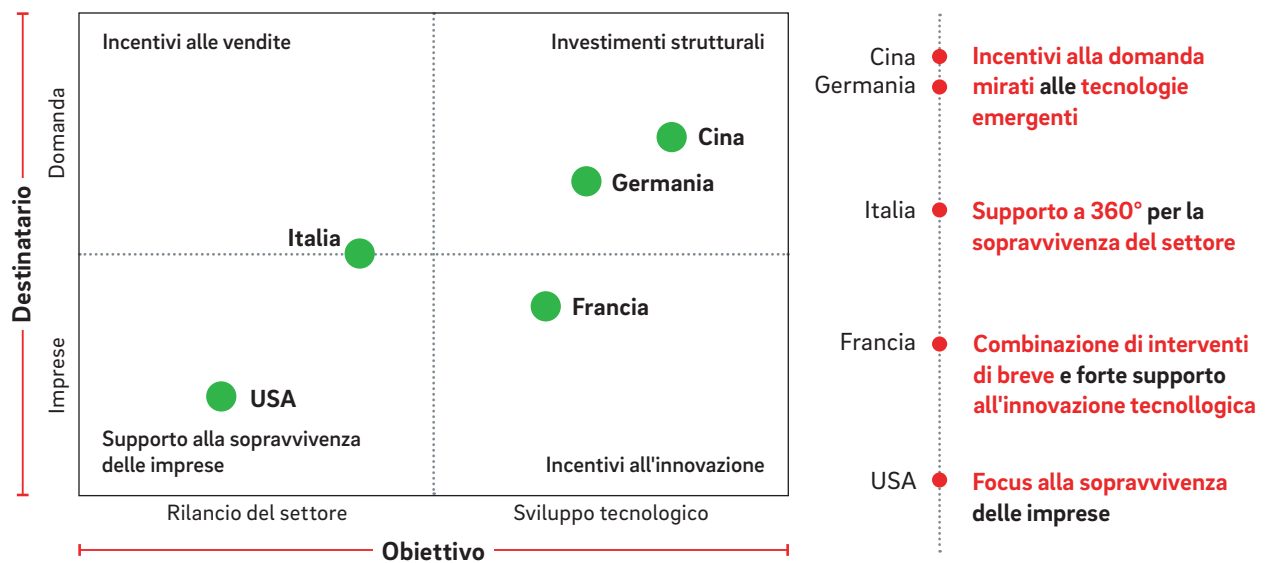 Incentivi alle vendite
Investimenti strutturali
Domanda
Destinatario
Imprese
Cina
Germania
Italia
Francia
USA
Supporto alla sopravvivenza
delle imprese
Incentivi all'innovazione
Rilancio del settore
Sviluppo tecnologico
Obiettivo
Cina
Germania
Incentivi alla domanda
mirati alle tecnologie
emergenti
Italia
Supporto a 360° per la
sopravvivenza del settore
Francia
Combinazione di interventi
di breve e forte supporto
all'innovazione tecnollogica
USA
Focus alla sopravvivenza
delle imprese